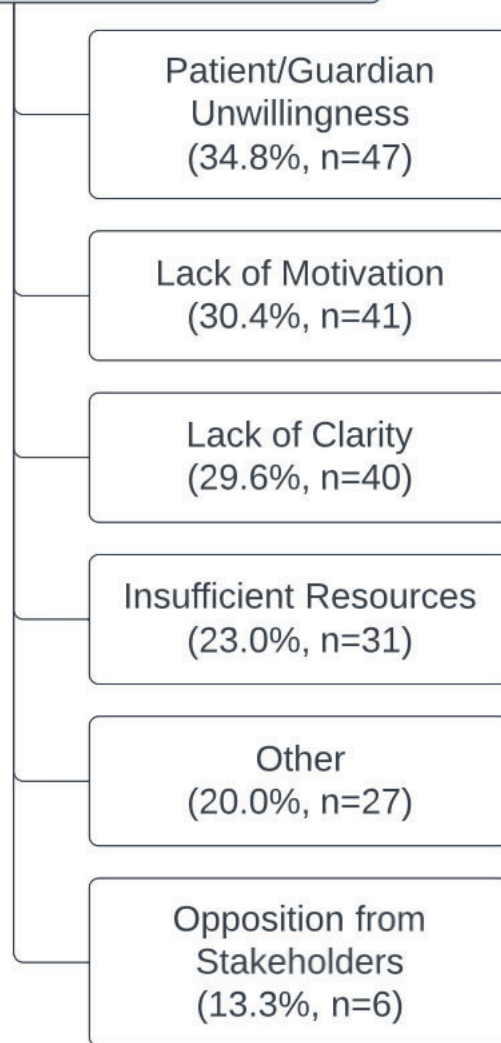 Patient/Guardian
Unwillingness
(34.8%, n=47)
Lack of Motivation
(30.4%, n=41)
Lack of Clarity
(29.6%, n=40)
Insufficient Resources
(23.0%, n=31)
Other
(20.0%, n=27)
Opposition from
Stakeholders
(13.3%, n=6)